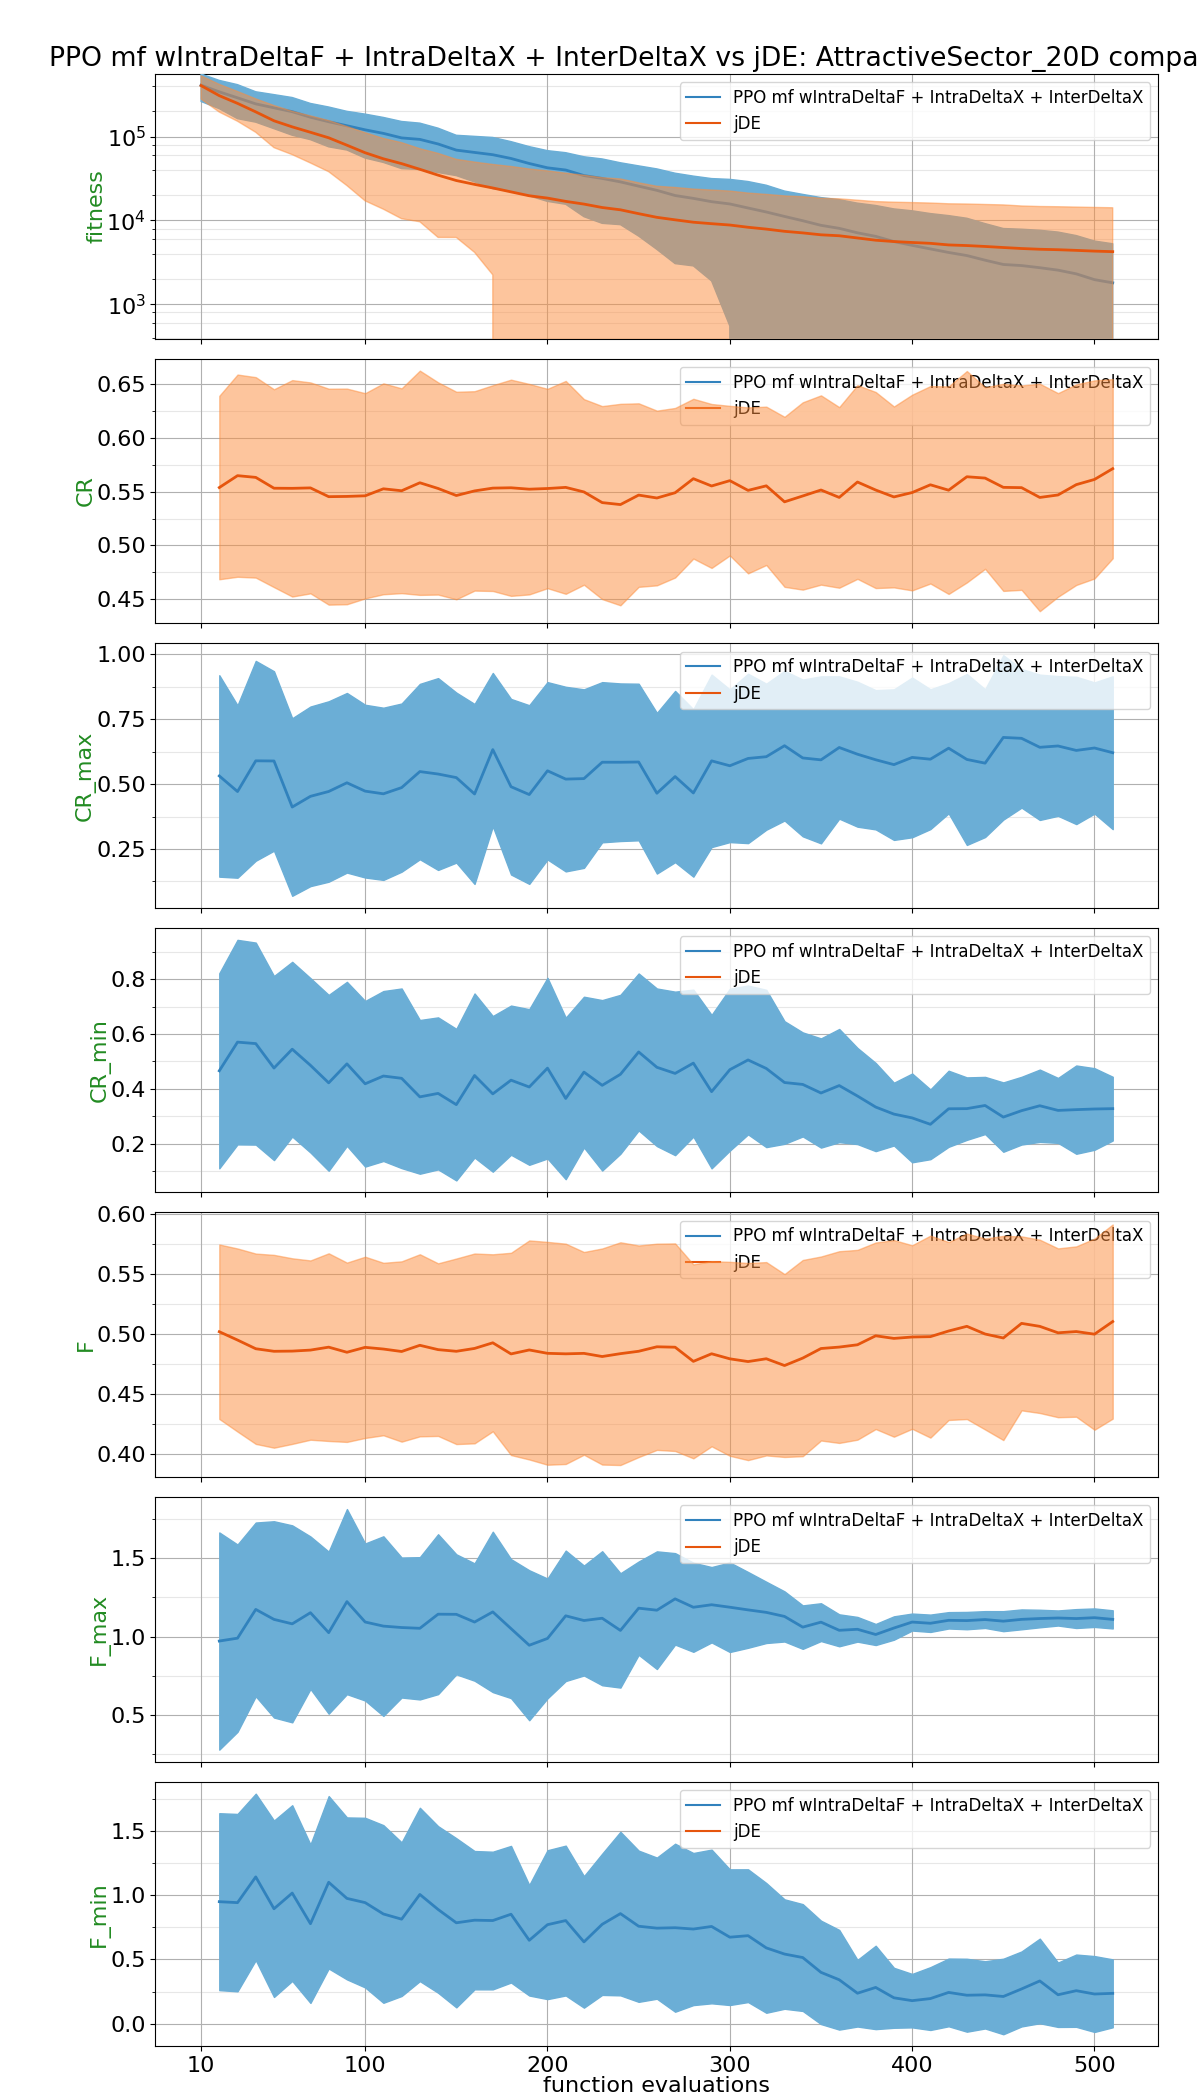 PPO mf wIntraDeltaF + IntraDeltaX + InterDeltaX vs jDE: AttractiveSector_20D compa
fitness
10^5
10^4
10^3
PPO mf wIntraDeltaF + IntraDeltaX + InterDeltaX
jDE
CR
0.65
0.60
0.55
0.50
0.45
PPO mf wIntraDeltaF + IntraDeltaX + InterDeltaX
jDE
CR_max
1.00
0.75
0.50
0.25
PPO mf wIntraDeltaF + IntraDeltaX + InterDeltaX
jDE
CR_min
0.8
0.6
0.4
0.2
PPO mf wIntraDeltaF + IntraDeltaX + InterDeltaX
jDE
F
0.60
0.55
0.50
0.45
0.40
PPO mf wIntraDeltaF + IntraDeltaX + InterDeltaX
jDE
F_max
1.5
1.0
0.5
PPO mf wIntraDeltaF + IntraDeltaX + InterDeltaX
jDE
F_min
1.5
1.0
0.5
0.0
PPO mf wIntraDeltaF + IntraDeltaX + InterDeltaX
jDE
10 100 200 300 400 500
function evaluations